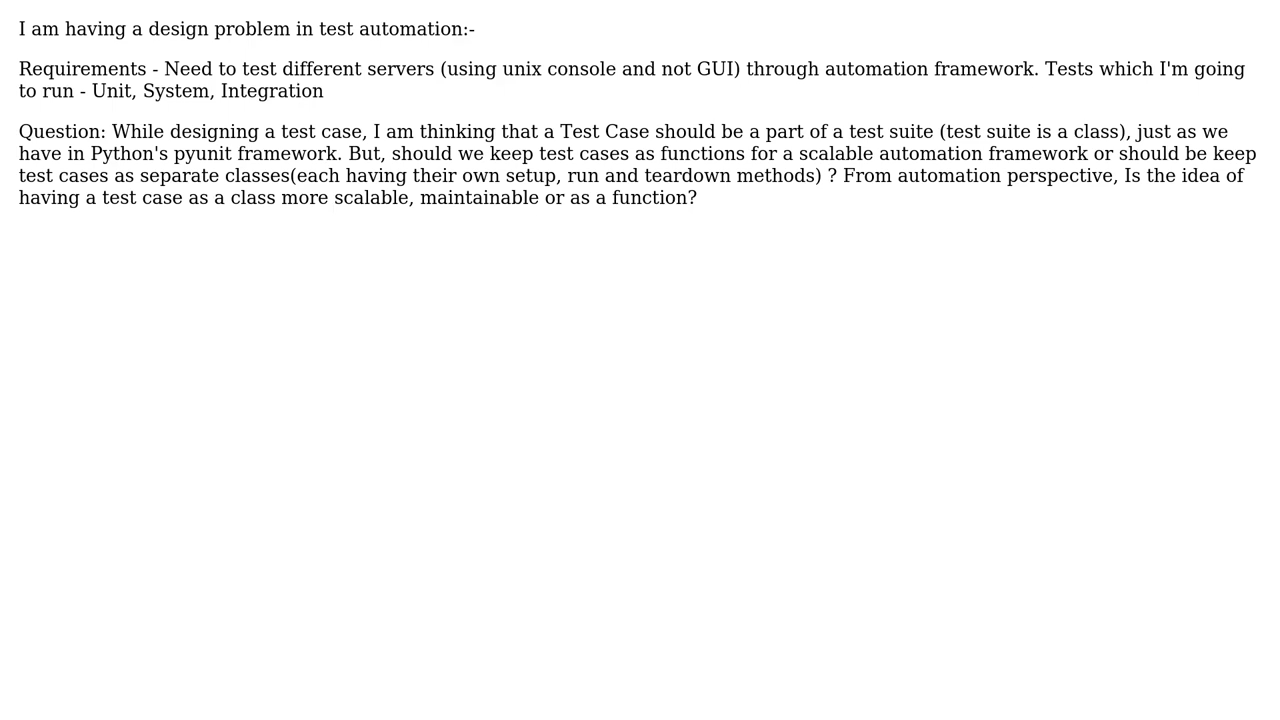 I am having a design problem in test automation:-
Requirements - Need to test different servers (using unix console and not GUI) through automation framework. Tests which I'm going
to run - Unit, System, Integration
Question: While designing a test case, I am thinking that a Test Case should be a part of a test suite (test suite is a class), just as we
have in Python's pyunit framework. But, should we keep test cases as functions for a scalable automation framework or should be keep
test cases as separate classes(each having their own setup, run and teardown methods) ? From automation perspective, Is the idea of
having a test case as a class more scalable, maintainable or as a function?